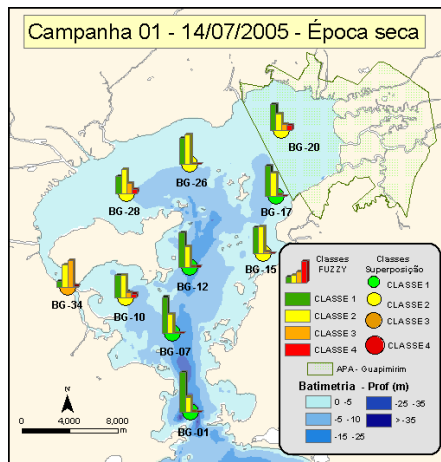 Campanha 01 - 14/07/2005 - Época seca
BG -20
BG -26
BG -28
BG -17
BG -15
BG -12
BG -34
BG -10
BG -07
BG -01
N
0
4,000
8,000
m
Classes
FUZZY
CLASSE 1
CLASSE 2
CLASSE 3
CLASSE 4
Classes
Superposição
CLASSE 1
CLASSE 2
CLASSE 3
CLASSE 4
APA - Guapimirim
Batimetria - Prof (m)
0 -5
-5 -10
-15 -25
-25 -35
> -35